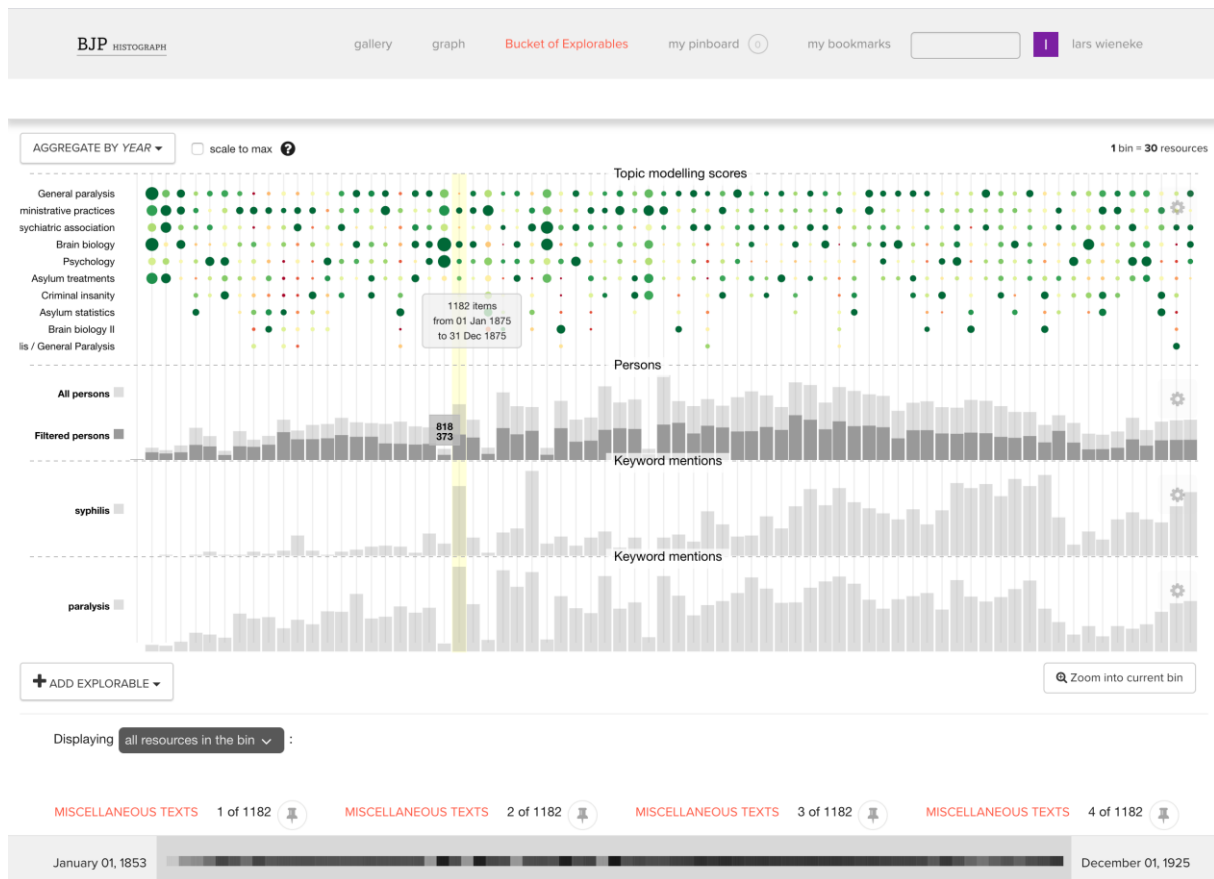 BJP HISTOGRAPH gallery graph Bucket of Explorables my pinboard 0 my bookmarks l lars wieneke
AGGREGATE BY YEAR scale to max ? 1 bin = 30 resources
Topic modelling scores
General paralysis
ministrative practices
sychiatric association
Brain biology
Psychology
Asylum treatments
Criminal insanity
Asylum statistics
Brain biology II
lis / General Paralysis
1182 items
from 01 Jan 1875
to 31 Dec 1875
Persons
All persons
Filtered persons
818
373
Keyword mentions
syphilis
Keyword mentions
paralysis
ADD EXPLORABLE Zoom into current bin
Displaying all resources in the bin :
MISCELLANEOUS TEXTS 1 of 1182 MISCELLANEOUS TEXTS 2 of 1182 MISCELLANEOUS TEXTS 3 of 1182 MISCELLANEOUS TEXTS 4 of 1182
January 01, 1853 December 01, 1925